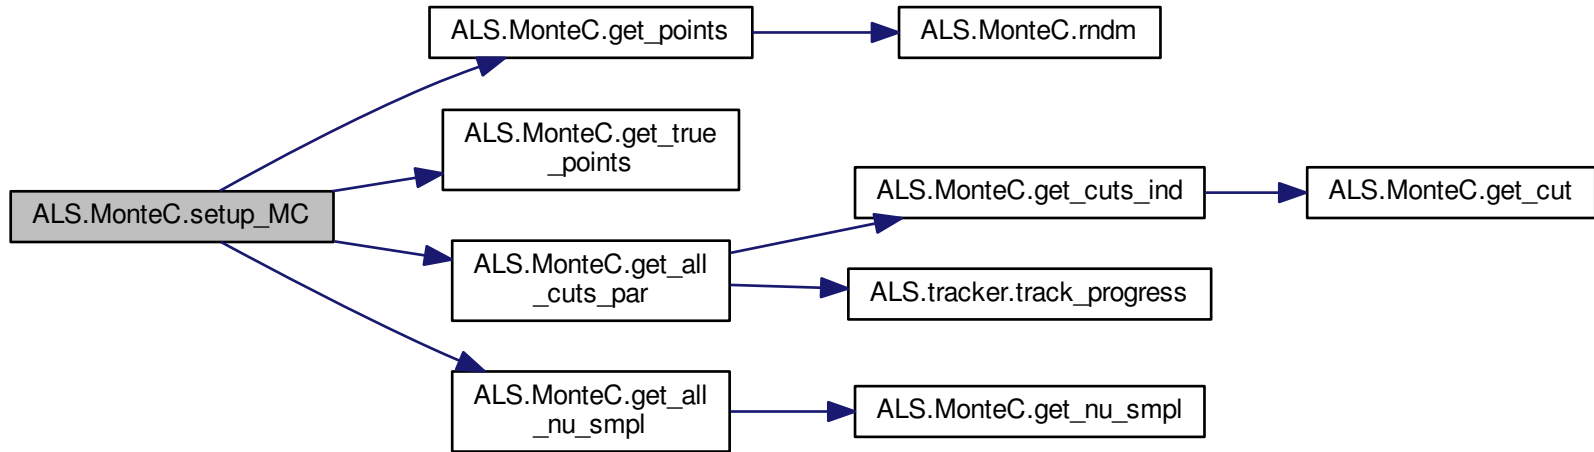 ALS.MonteC.get_points
ALS.MonteC.rndm
ALS.MonteC.get_true
_points
ALS.MonteC.setup_MC
ALS.MonteC.get_cuts_ind
ALS.MonteC.get_cut
ALS.MonteC.get_all
_cuts_par
ALS.tracker.track_progress
ALS.MonteC.get_all
_nu_smpl
ALS.MonteC.get_nu_smpl